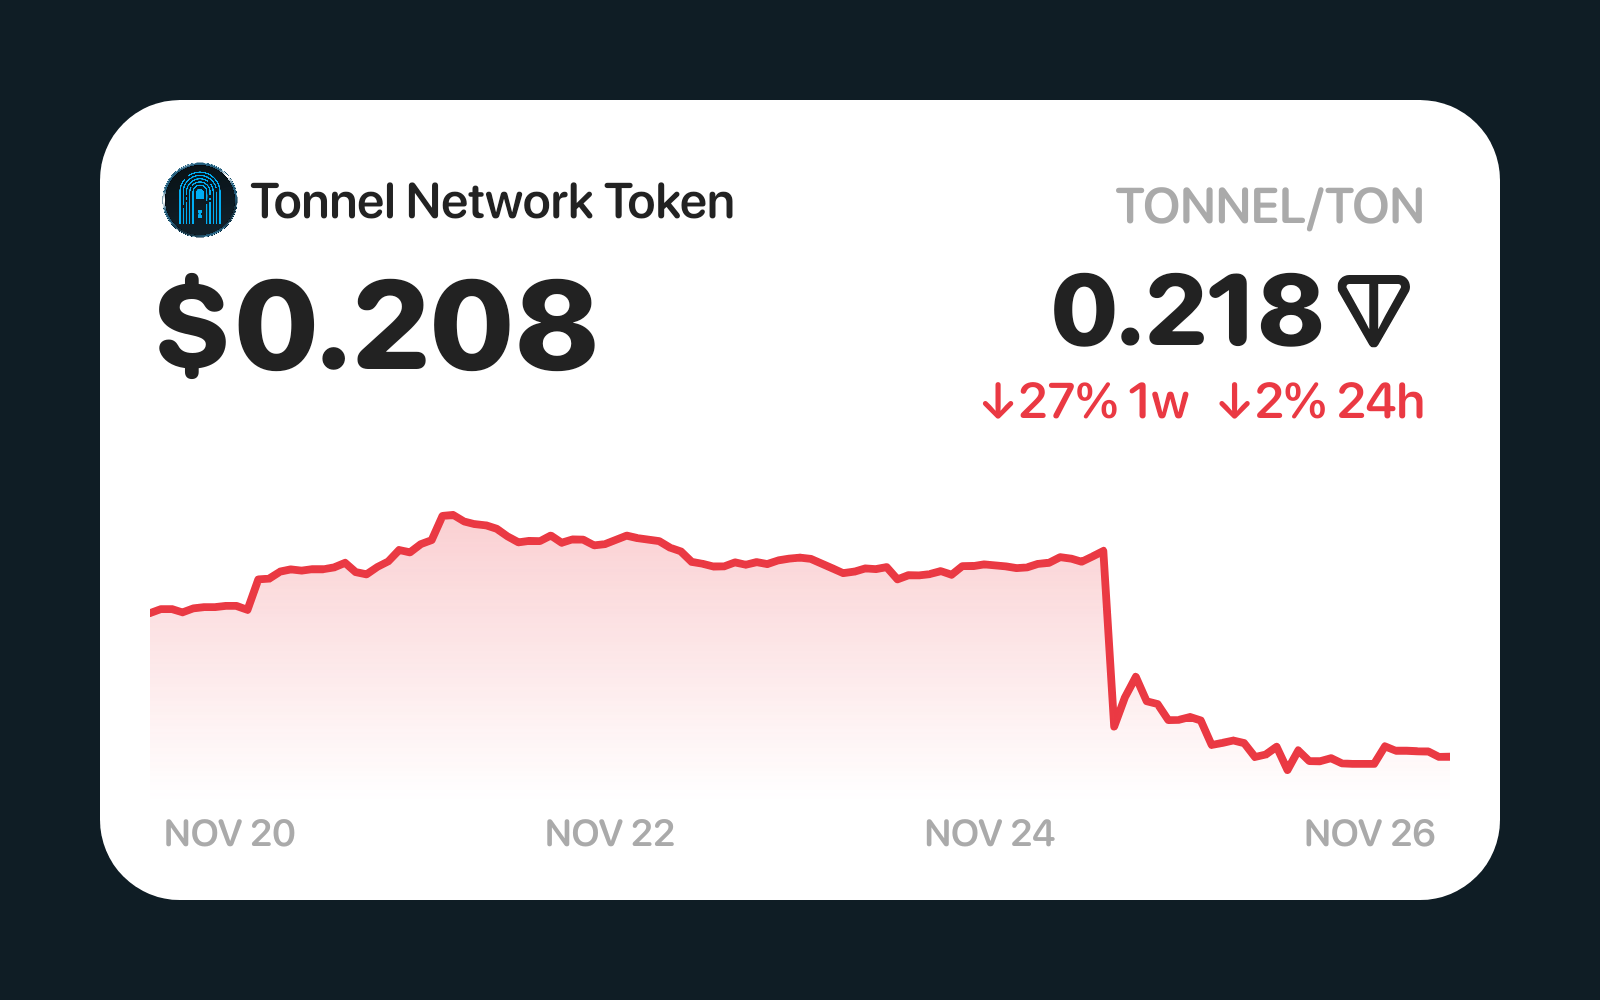 Tonnel Network Token
TONNEL/TON
$0.208
0.218
↓27% 1w ↓2% 24h
NOV 20 NOV 22 NOV 24 NOV 26